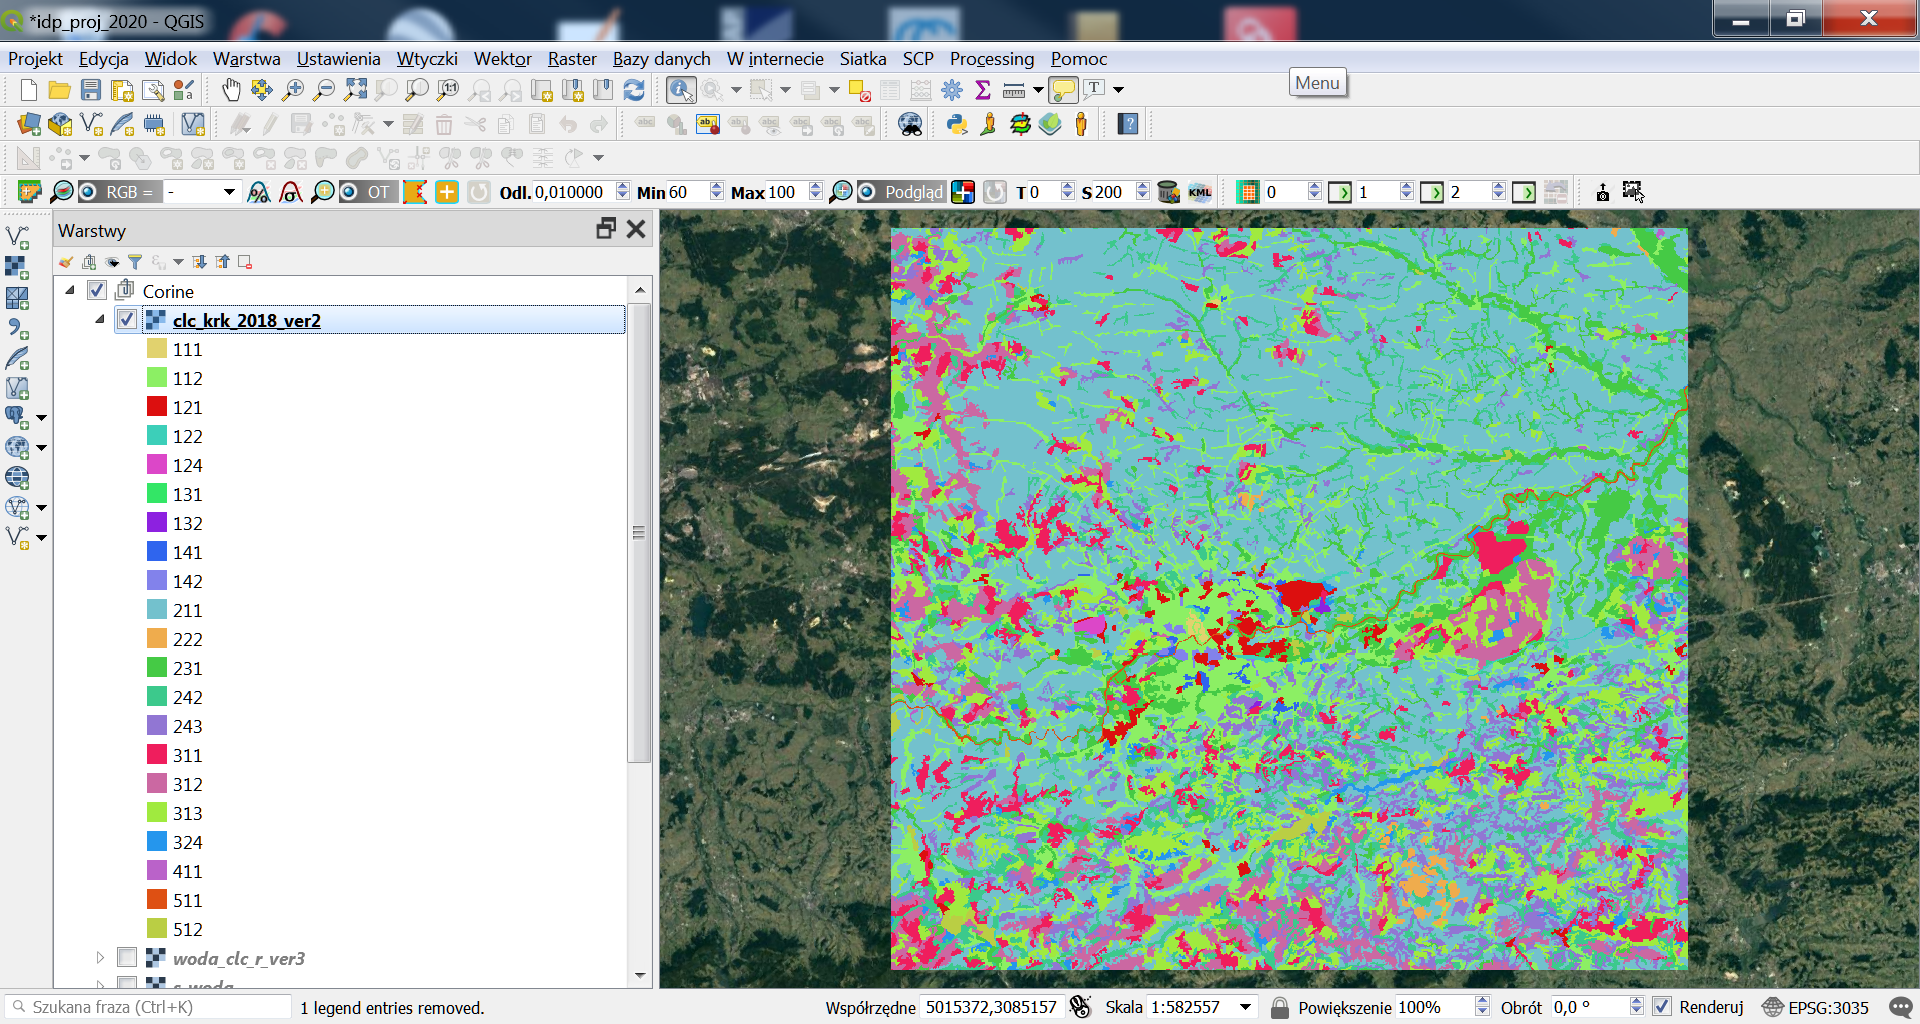 *idp_proj_2020 - QGIS
Projekt Edycja Widok Warstwa Ustawienia Wtyczki Wektor Raster Bazy danych W internecie Siatka SCP Processing Pomoc
Menu
RGB = - OT Odl. 0,010000 Min 60 Max 100 Podgląd T 0 S 200 KML 0 1 2
Warstwy
Corine
clc_krk_2018_ver2
111
112
121
122
124
131
132
141
142
211
222
231
242
243
311
312
313
324
411
511
512
woda_clc_r_ver3
Szukana fraza (Ctrl+K) 1 legend entries removed. Współrzędne 5015372,3085157 Skala 1:582557 Powiększenie 100% Obrót 0,0 ° Renderuj EPSG:3035